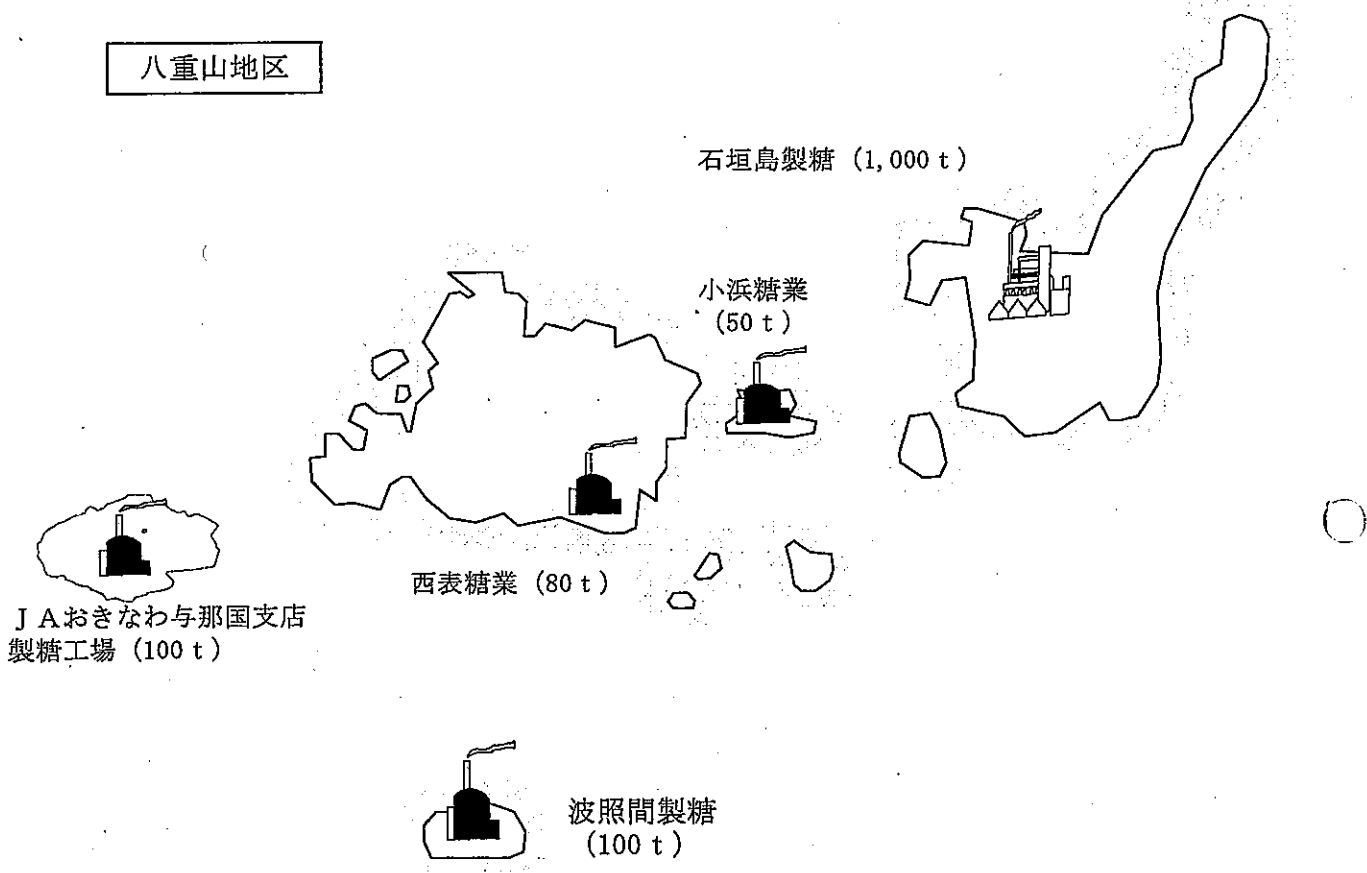 八重山地区
石垣島製糖（1,000ｔ）
小浜糖業
（50ｔ）
西表糖業（80ｔ）
ＪＡおきなわ与那国支店
製糖工場（100ｔ）
波照間製糖
（100ｔ）